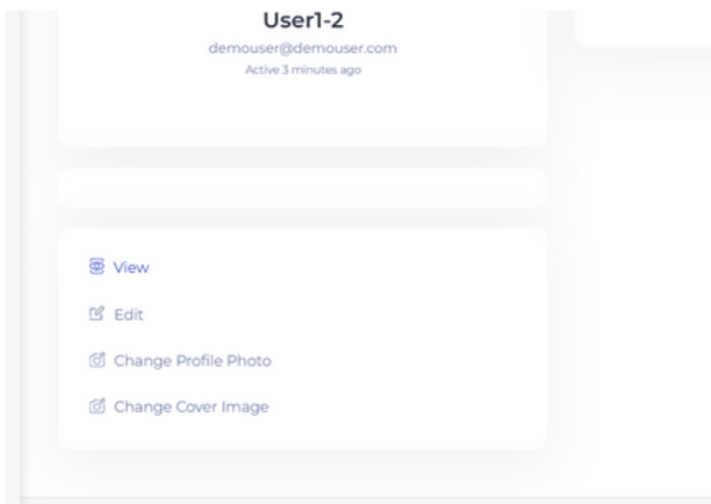 User1-2
demouser@demouser.com
Active 3 minutes ago
View
Edit
Change Profile Photo
Change Cover Image